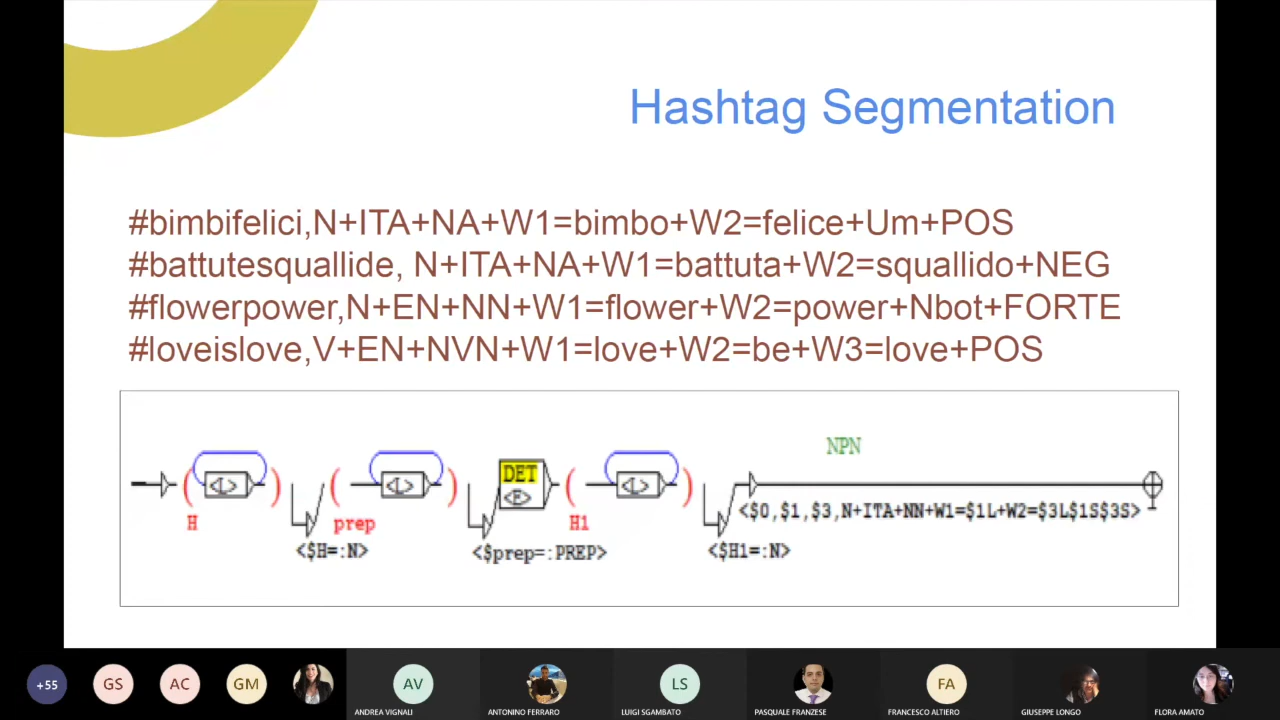 Hashtag Segmentation
#bimbifelici,N+ITA+NA+W1=bimbo+W2=felice+Um+POS
#battutesquallide, N+ITA+NA+W1=battuta+W2=squallido+NEG
#flowerpower,N+EN+NN+W1=flower+W2=power+Nbot+FORTE
#loveislove,V+EN+NVN+W1=love+W2=be+W3=love+POS
NPN
( <L> ) ( <L> ) DET ( <L> )
<E>
<$0,$1,$3,N+ITA+NN+W1=$1L+W2=$3L$1S$3S>
H prep H1
<$H=:N> <$prep=:PREP> <$H1=:N>
+55 GS AC GM AV LS FA
ANDREA VIGNALI ANTONINO FERRARO LUIGI SGAMBATO PASQUALE FRANZESE FRANCESCO ALTIERO GIUSEPPE LONGO FLORA AMATO